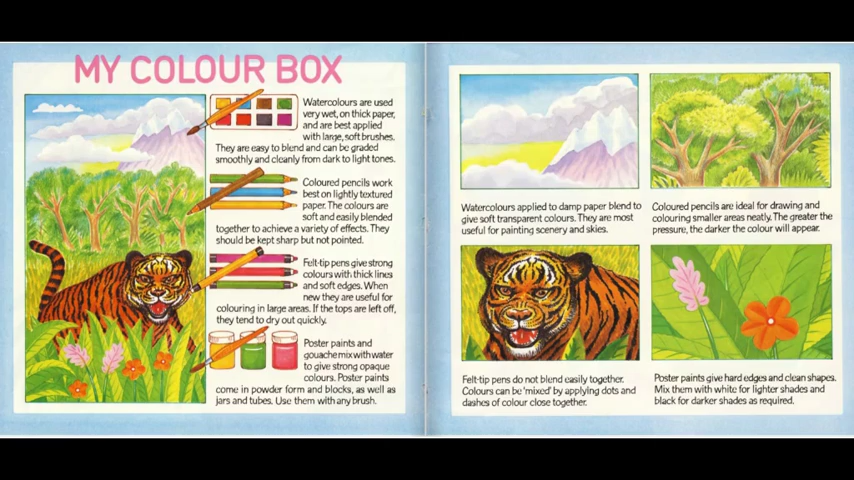 MY COLOUR BOX
Watercolours are used
very wet, on thick paper,
and are best applied
with large, soft brushes.
They are easy to blend and can be graded
smoothly and cleanly from dark to light tones.
Coloured pencils work
best on lightly textured
paper. The colours are
soft and easily blended
together to achieve a variety of effects. They
should be kept sharp but not pointed.
Felt-tip pens give strong
colours with thick lines
and soft edges. When
new they are useful for
colouring in large areas. If the tops are left off,
they tend to dry out quickly.
Poster paints and
gouache mix with water
to give strong opaque
colours. Poster paints
come in powder form and blocks, as well as
jars and tubes. Use them with any brush.
Watercolours applied to damp paper blend to
give soft transparent colours. They are most
useful for painting scenery and skies.
Coloured pencils are ideal for drawing and
colouring smaller areas neatly. The greater the
pressure, the darker the colour will appear.
Felt-tip pens do not blend easily together.
Colours can be 'mixed' by applying dots and
dashes of colour close together.
Poster paints give hard edges and clean shapes.
Mix them with white for lighter shades and
black for darker shades as required.